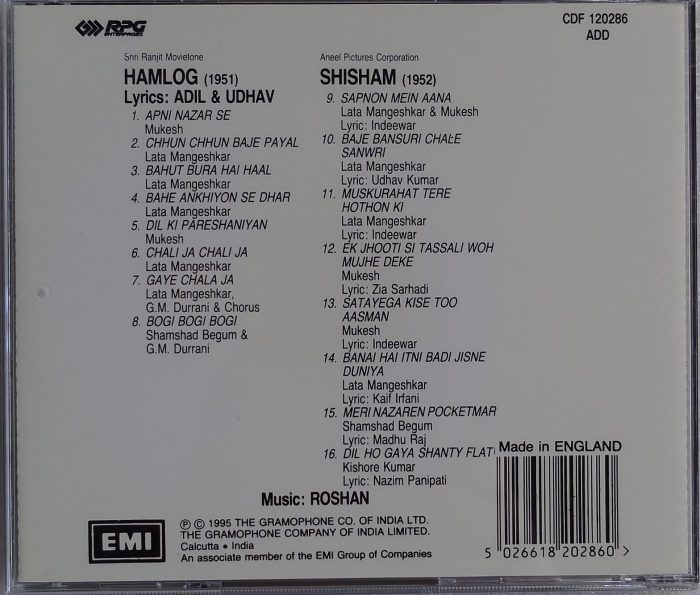 RPG
ENTERPRISES
CDF 120286
ADD
Shri Ranjit Movietone
HAMLOG (1951)
Lyrics: ADIL & UDHAV
1. APNI NAZAR SE
Mukesh
2. CHHUN CHHUN BAJE PAYAL
Lata Mangeshkar
3. BAHUT BURA HAI HAAL
Lata Mangeshkar
4. BAHE ANKHIYON SE DHAR
Lata Mangeshkar
5. DIL KI PARESHANIYAN
Mukesh
6. CHALI JA CHALI JA
Lata Mangeshkar
7. GAYE CHALA JA
Lata Mangeshkar,
G.M. Durrani & Chorus
8. BOGI BOGI BOGI
Shamshad Begum &
G.M. Durrani
Aneel Pictures Corporation
SHISHAM (1952)
9. SAPNON MEIN AANA
Lata Mangeshkar & Mukesh
Lyric: Indeewar
10. BAJE BANSURI CHALE
SANWRI
Lata Mangeshkar
Lyric: Udhav Kumar
11. MUSKURAHAT TERE
HOTHON KI
Lata Mangeshkar
Lyric: Indeewar
12. EK JHOOTI SI TASSALI WOH
MUJHE DEKE
Mukesh
Lyric: Zia Sarhadi
13. SATAYEGA KISE TOO
AASMAN
Mukesh
Lyric: Indeewar
14. BANAI HAI ITNI BADI JISNE
DUNIYA
Lata Mangeshkar
Lyric: Kaif Irfani
15. MERI NAZAREN POCKETMAR
Shamshad Begum
Lyric: Madhu Raj
16. DIL HO GAYA SHANTY FLAT
Kishore Kumar
Lyric: Nazim Panipati
Music: ROSHAN
Made in ENGLAND
5 026618 202860 >
EMI
℗ © 1995 THE GRAMOPHONE CO. OF INDIA LTD.
THE GRAMOPHONE COMPANY OF INDIA LIMITED.
Calcutta • India
An associate member of the EMI Group of Companies